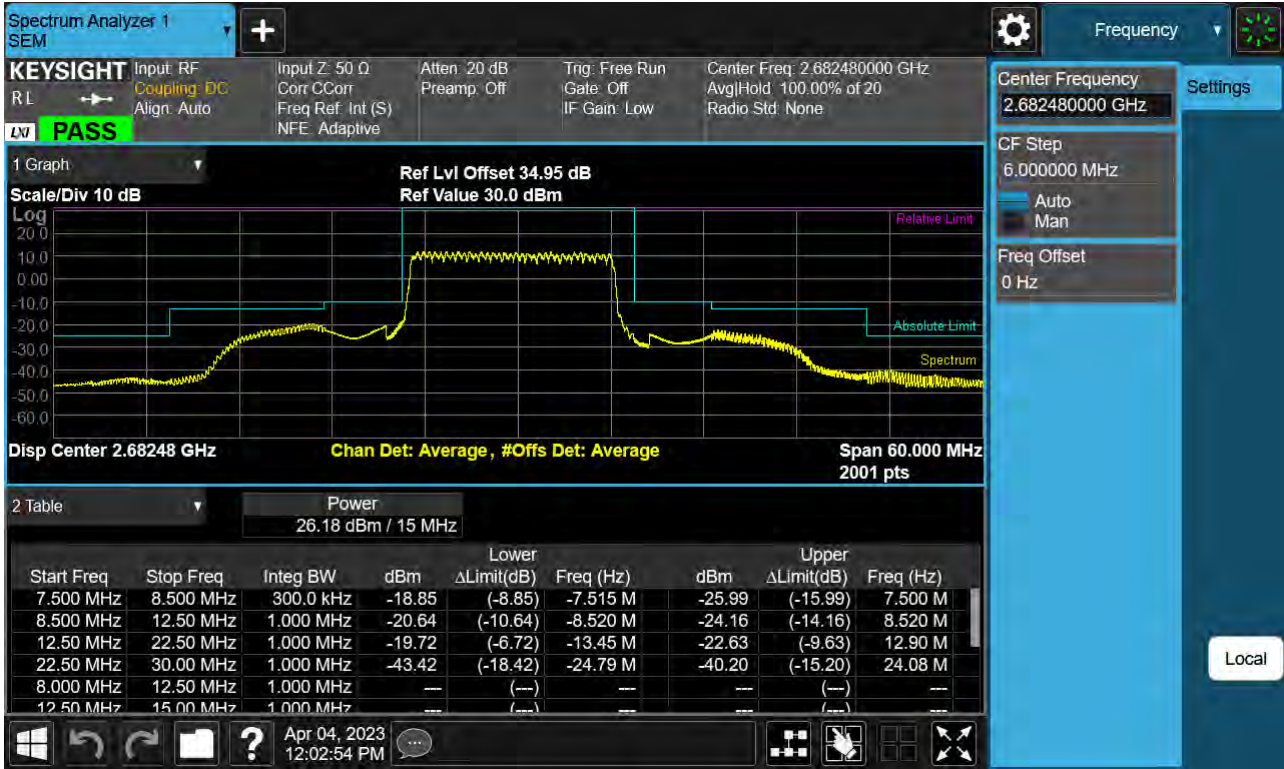 Spectrum Analyzer 1
SEM
Frequency
KEYSIGHT
RL
LXI
PASS
Input: RF
Coupling: DC
Align: Auto
Input Z: 50 Ω
Corr CCorr
Freq Ref: Int (S)
NFE: Adaptive
Atten: 20 dB
Preamp: Off
Trig: Free Run
Gate: Off
IF Gain: Low
Center Freq: 2.682480000 GHz
Avg|Hold: 100.00% of 20
Radio Std: None
Center Frequency
2.682480000 GHz
Settings
CF Step
6.000000 MHz
Auto
Man
Freq Offset
0 Hz
1 Graph
Scale/Div 10 dB
Ref Lvl Offset 34.95 dB
Ref Value 30.0 dBm
Log
20.0
10.0
0.00
-10.0
-20.0
-30.0
-40.0
-50.0
-60.0
Relative Limit
Absolute Limit
Spectrum
Disp Center 2.68248 GHz
Chan Det: Average , #Offs Det: Average
Span 60.000 MHz
2001 pts
2 Table
Power
26.18 dBm / 15 MHz
Lower Upper
Start Freq Stop Freq Integ BW dBm ΔLimit(dB) Freq (Hz) dBm ΔLimit(dB) Freq (Hz)
7.500 MHz 8.500 MHz 300.0 kHz -18.85 (-8.85) -7.515 M -25.99 (-15.99) 7.500 M
8.500 MHz 12.50 MHz 1.000 MHz -20.64 (-10.64) -8.520 M -24.16 (-14.16) 8.520 M
12.50 MHz 22.50 MHz 1.000 MHz -19.72 (-6.72) -13.45 M -22.63 (-9.63) 12.90 M
22.50 MHz 30.00 MHz 1.000 MHz -43.42 (-18.42) -24.79 M -40.20 (-15.20) 24.08 M
8.000 MHz 12.50 MHz 1.000 MHz --- (---) --- --- (---) ---
12.50 MHz 15.00 MHz 1.000 MHz --- (---) --- --- (---) ---
Local
?
Apr 04, 2023
12:02:54 PM